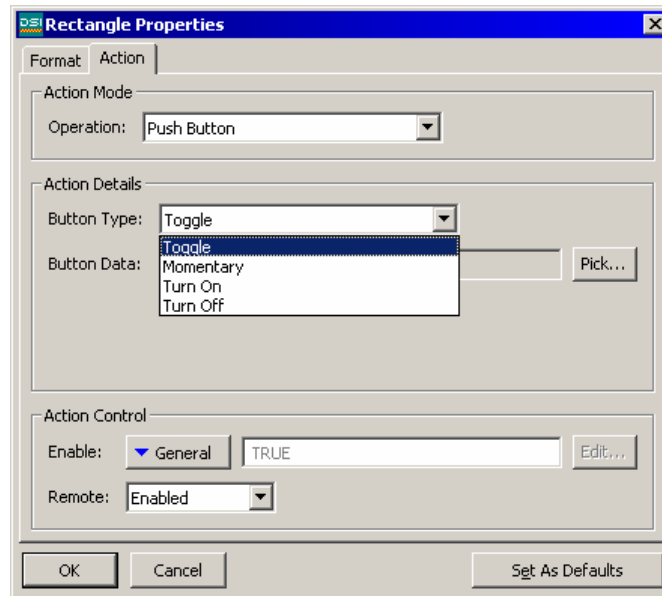 DSI Rectangle Properties
Format Action
Action Mode
Operation: Push Button
Action Details
Button Type: Toggle
Toggle
Button Data: Pick...
Momentary
Turn On
Turn Off
Action Control
Enable: General TRUE Edit...
Remote: Enabled
OK Cancel Set As Defaults